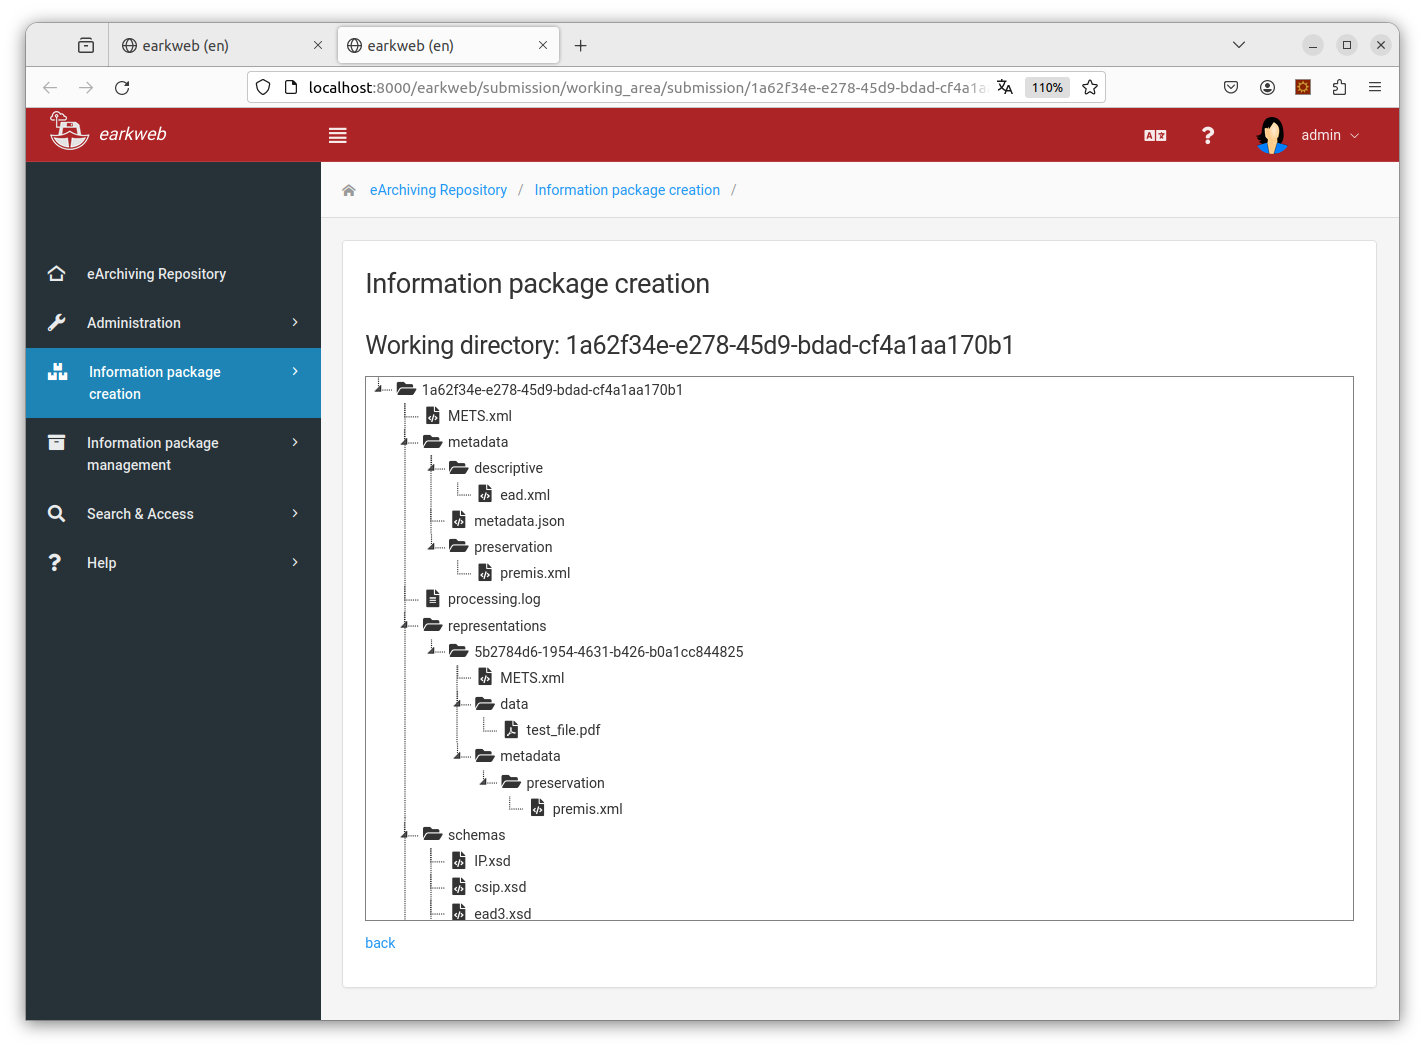 earkweb (en)
earkweb (en)
localhost:8000/earkweb/submission/working_area/submission/1a62f34e-e278-45d9-bdad-cf4a1a
110%
earkweb
admin
eArchiving Repository / Information package creation /
eArchiving Repository
Administration
Information package
creation
Information package
management
Search & Access
Help
Information package creation
Working directory: 1a62f34e-e278-45d9-bdad-cf4a1aa170b1
1a62f34e-e278-45d9-bdad-cf4a1aa170b1
METS.xml
metadata
descriptive
ead.xml
metadata.json
preservation
premis.xml
processing.log
representations
5b2784d6-1954-4631-b426-b0a1cc844825
METS.xml
data
test_file.pdf
metadata
preservation
premis.xml
schemas
IP.xsd
csip.xsd
ead3.xsd
back